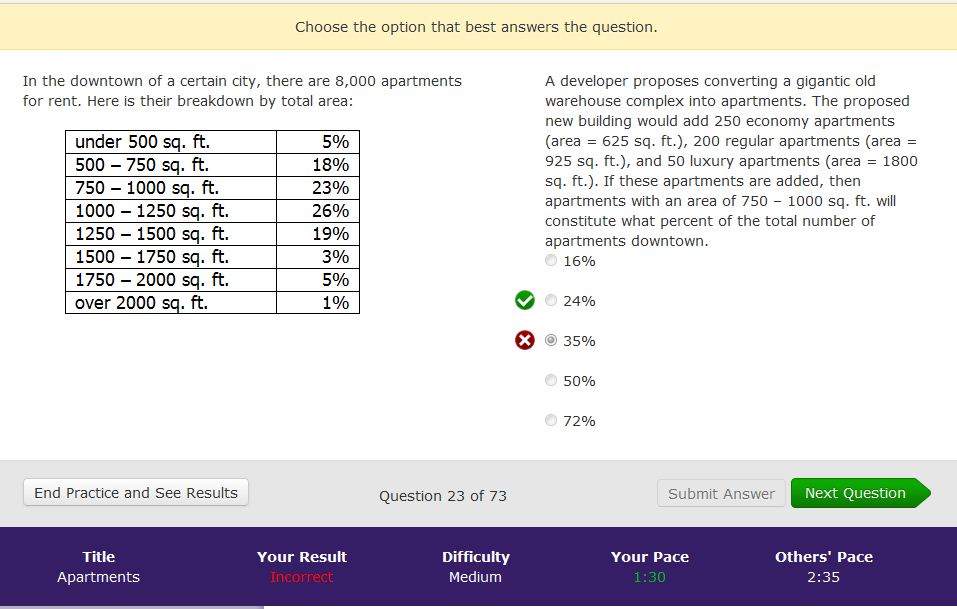 Choose the option that best answers the question.
In the downtown of a certain city, there are 8,000 apartments
for rent. Here is their breakdown by total area:
under 500 sq. ft. 5%
500 – 750 sq. ft. 18%
750 – 1000 sq. ft. 23%
1000 – 1250 sq. ft. 26%
1250 – 1500 sq. ft. 19%
1500 – 1750 sq. ft. 3%
1750 – 2000 sq. ft. 5%
over 2000 sq. ft. 1%
A developer proposes converting a gigantic old
warehouse complex into apartments. The proposed
new building would add 250 economy apartments
(area = 625 sq. ft.), 200 regular apartments (area =
925 sq. ft.), and 50 luxury apartments (area = 1800
sq. ft.). If these apartments are added, then
apartments with an area of 750 – 1000 sq. ft. will
constitute what percent of the total number of
apartments downtown.
16%
24%
35%
50%
72%
End Practice and See Results
Question 23 of 73
Submit Answer
Next Question
Title Your Result Difficulty Your Pace Others' Pace
Apartments Incorrect Medium 1:30 2:35